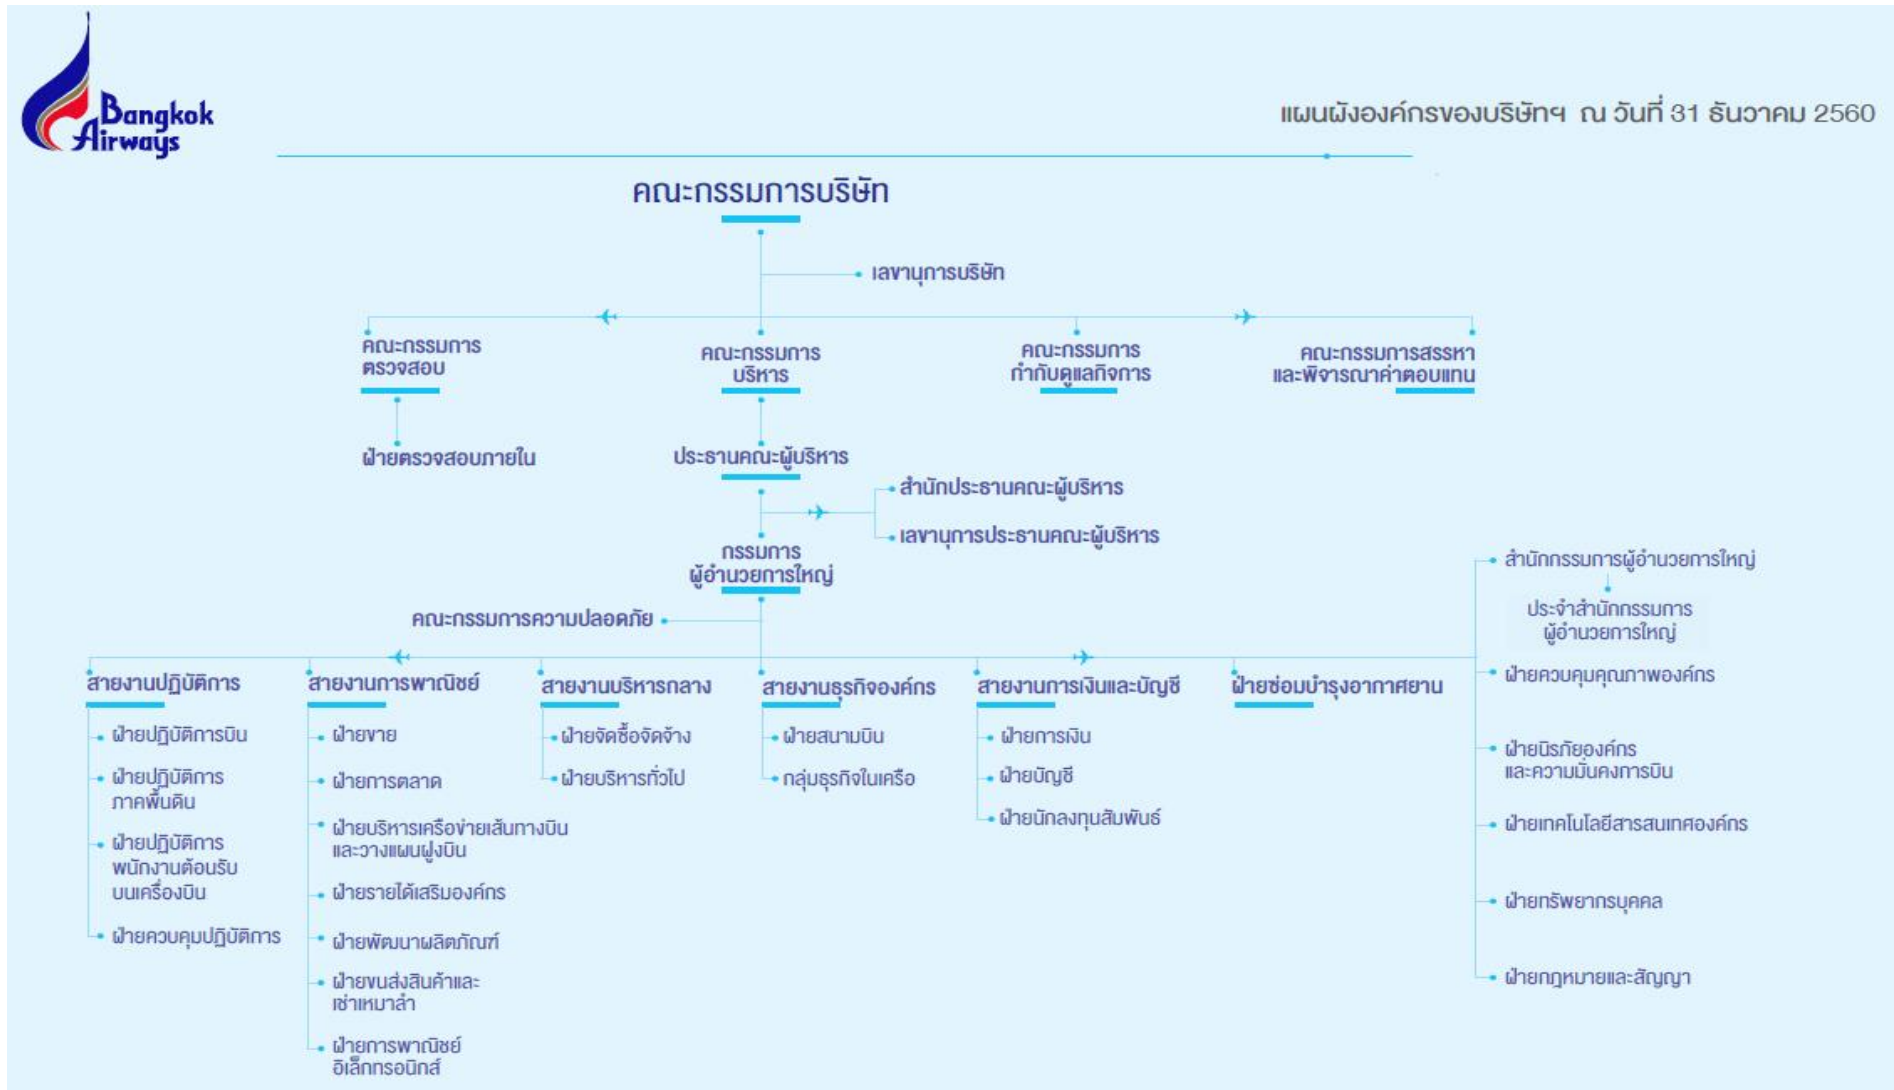 Bangkok
Airways
แผนผังองค์กรของบริษัทฯ ณ วันที่ 31 ธันวาคม 2560
คณะกรรมการบริษัท
เลขานุการบริษัท
คณะกรรมการ
ตรวจสอบ
คณะกรรมการ
บริหาร
คณะกรรมการ
กำกับดูแลกิจการ
คณะกรรมการสรรหา
และพิจารณาค่าตอบแทน
ฝ่ายตรวจสอบภายใน
ประธานคณะผู้บริหาร
สำนักประธานคณะผู้บริหาร
เลขานุการประธานคณะผู้บริหาร
กรรมการ
ผู้อำนวยการใหญ่
คณะกรรมการความปลอดภัย
สายงานปฏิบัติการ
ฝ่ายปฏิบัติการบิน
ฝ่ายปฏิบัติการ
ภาคพื้นดิน
ฝ่ายปฏิบัติการ
พนักงานต้อนรับ
บนเครื่องบิน
ฝ่ายควบคุมปฏิบัติการ
สายงานการพาณิชย์
ฝ่ายขาย
ฝ่ายการตลาด
ฝ่ายบริหารเครือข่ายเส้นทางบิน
และวางแผนฝูงบิน
ฝ่ายรายได้เสริมองค์กร
ฝ่ายพัฒนาผลิตภัณฑ์
ฝ่ายขนส่งสินค้าและ
เช่าเหมาลำ
ฝ่ายการพาณิชย์
อิเล็กทรอนิกส์
สายงานบริหารกลาง
ฝ่ายจัดซื้อจัดจ้าง
ฝ่ายบริหารทั่วไป
สายงานธุรกิจองค์กร
ฝ่ายสนามบิน
กลุ่มธุรกิจในเครือ
สายงานการเงินและบัญชี
ฝ่ายการเงิน
ฝ่ายบัญชี
ฝ่ายนักลงทุนสัมพันธ์
ฝ่ายซ่อมบำรุงอากาศยาน
สำนักกรรมการผู้อำนวยการใหญ่
ประจำสำนักกรรมการ
ผู้อำนวยการใหญ่
ฝ่ายควบคุมคุณภาพองค์กร
ฝ่ายนิรภัยองค์กร
และความมั่นคงการบิน
ฝ่ายเทคโนโลยีสารสนเทศองค์กร
ฝ่ายทรัพยากรบุคคล
ฝ่ายกฎหมายและสัญญา